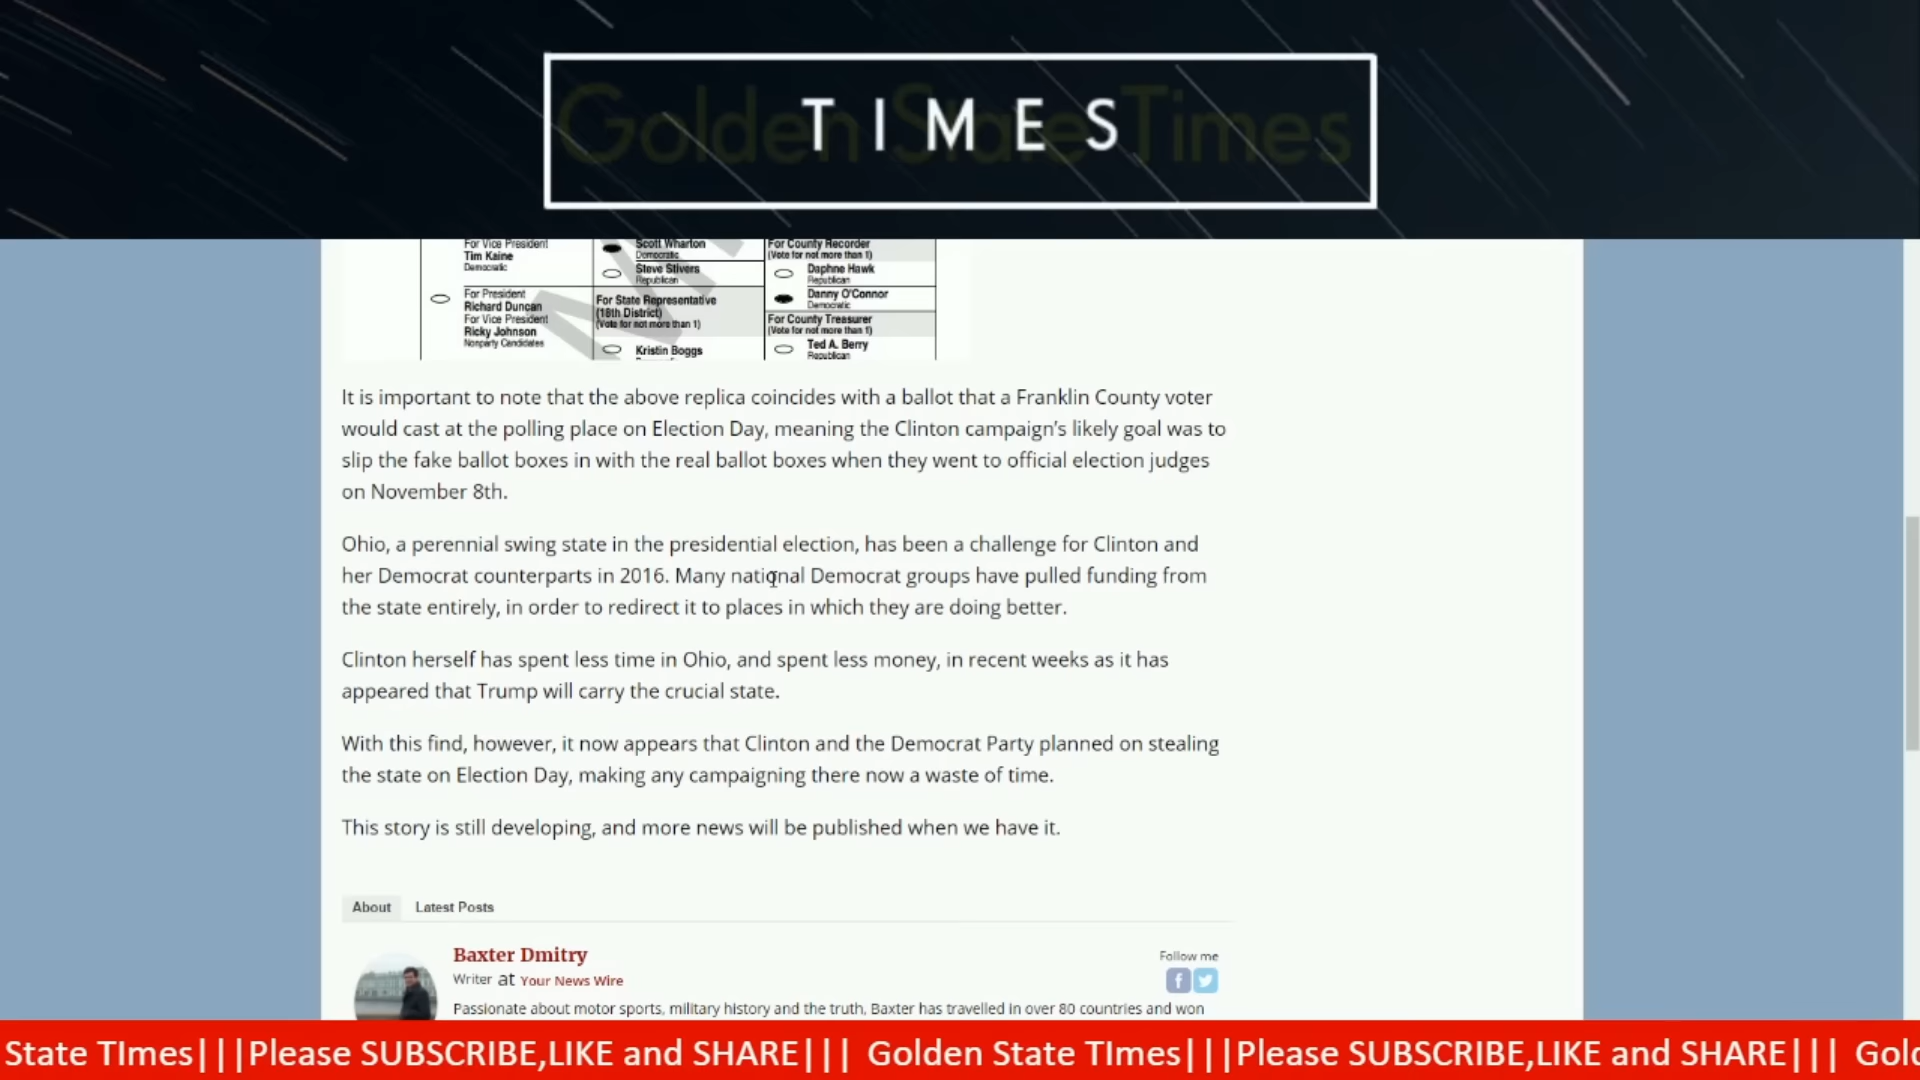 Golden State Times
TIMES
For Vice President
Tim Kaine
Democratic
For President
Richard Duncan
For Vice President
Ricky Johnson
Nonparty Candidates
Scott Wharton
Democratic
Steve Stivers
Republican
For State Representative
(18th District)
(Vote for not more than 1)
Kristin Boggs
For County Recorder
(Vote for not more than 1)
Daphne Hawk
Republican
Danny O'Connor
Democratic
For County Treasurer
(Vote for not more than 1)
Ted A. Berry
Republican
It is important to note that the above replica coincides with a ballot that a Franklin County voter
would cast at the polling place on Election Day, meaning the Clinton campaign's likely goal was to
slip the fake ballot boxes in with the real ballot boxes when they went to official election judges
on November 8th.
Ohio, a perennial swing state in the presidential election, has been a challenge for Clinton and
her Democrat counterparts in 2016. Many national Democrat groups have pulled funding from
the state entirely, in order to redirect it to places in which they are doing better.
Clinton herself has spent less time in Ohio, and spent less money, in recent weeks as it has
appeared that Trump will carry the crucial state.
With this find, however, it now appears that Clinton and the Democrat Party planned on stealing
the state on Election Day, making any campaigning there now a waste of time.
This story is still developing, and more news will be published when we have it.
About Latest Posts
Baxter Dmitry
Writer at Your News Wire
Follow me
Passionate about motor sports, military history and the truth, Baxter has travelled in over 80 countries and won
State TImes|||Please SUBSCRIBE,LIKE and SHARE||| Golden State TImes|||Please SUBSCRIBE,LIKE and SHARE||| Gold